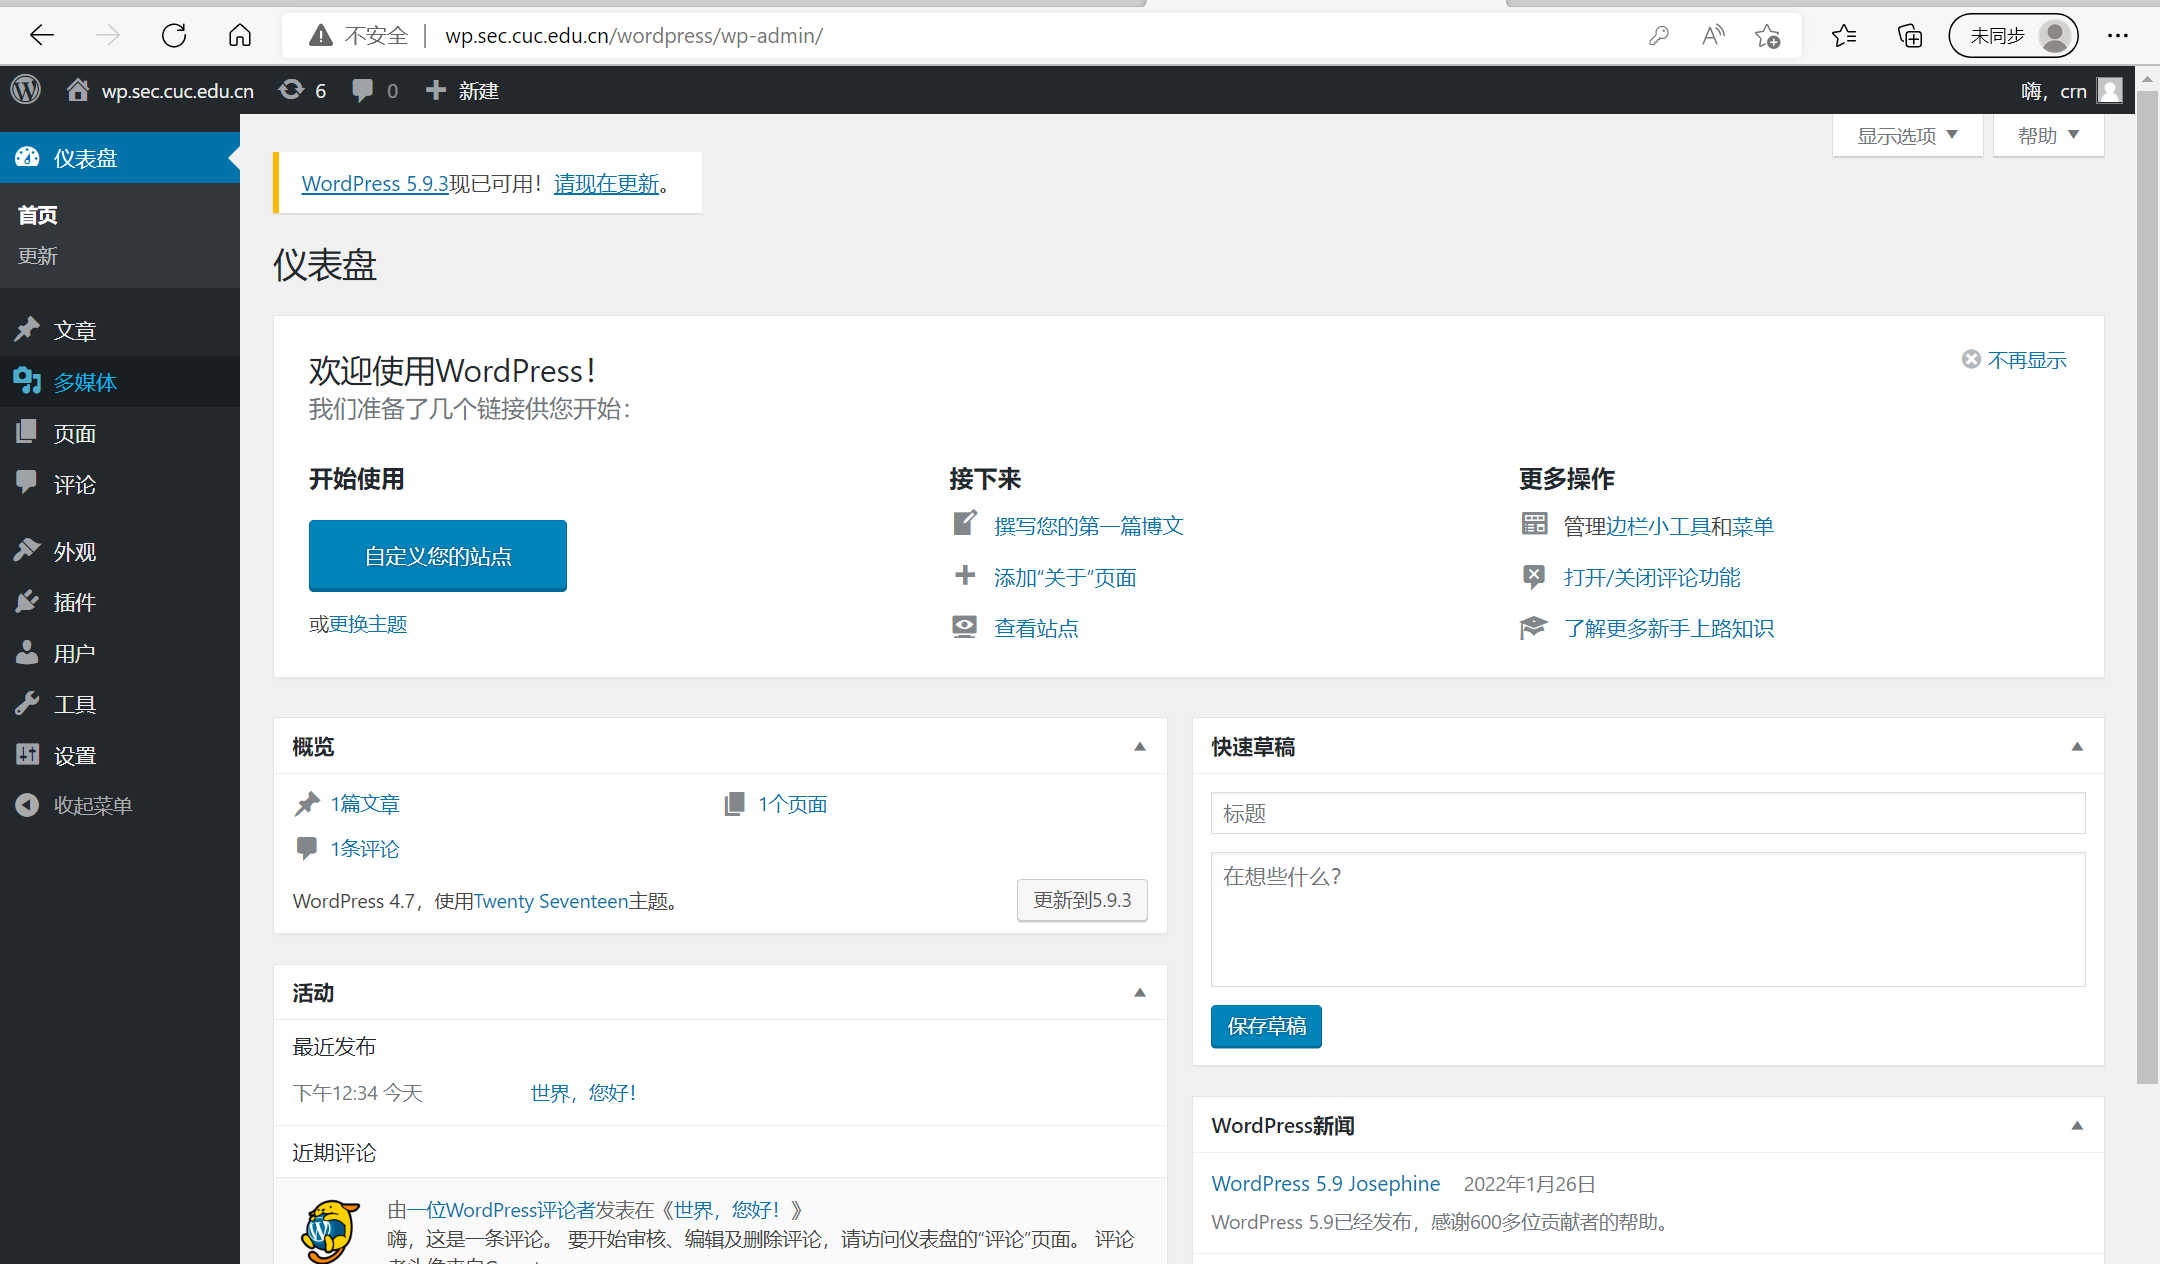 不安全 | wp.sec.cuc.edu.cn/wordpress/wp-admin/
未同步
wp.sec.cuc.edu.cn 6 0 新建
嗨，crn
显示选项
帮助
仪表盘
首页
更新
文章
多媒体
页面
评论
外观
插件
用户
工具
设置
收起菜单
WordPress 5.9.3现已可用！请现在更新。
仪表盘
欢迎使用WordPress！
不再显示
我们准备了几个链接供您开始：
开始使用
自定义您的站点
或更换主题
接下来
撰写您的第一篇博文
添加“关于”页面
查看站点
更多操作
管理边栏小工具和菜单
打开/关闭评论功能
了解更多新手上路知识
概览
1篇文章
1个页面
1条评论
WordPress 4.7，使用Twenty Seventeen主题。
更新到5.9.3
活动
最近发布
下午12:34 今天 世界，您好！
近期评论
由一位WordPress评论者发表在《世界，您好！》
嗨，这是一条评论。 要开始审核、编辑及删除评论，请访问仪表盘的“评论”页面。 评论
快速草稿
标题
在想些什么？
保存草稿
WordPress新闻
WordPress 5.9 Josephine 2022年1月26日
WordPress 5.9已经发布，感谢600多位贡献者的帮助。